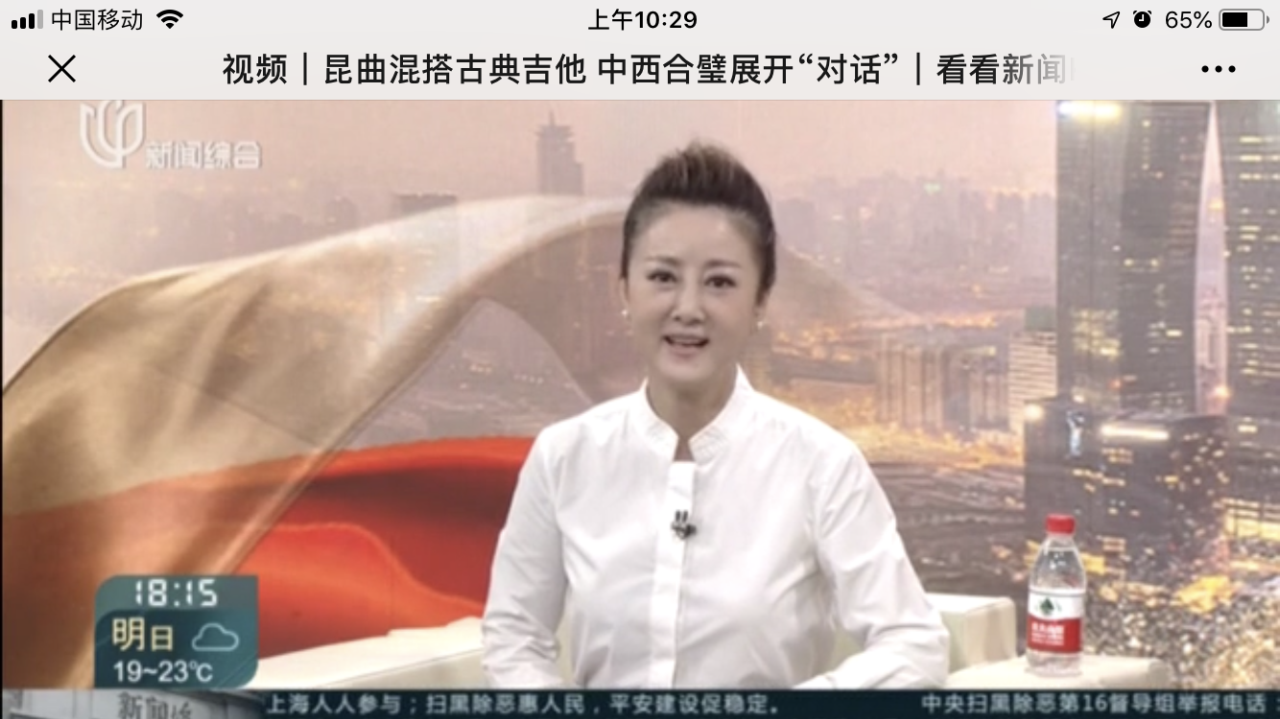 中国移动 上午10:29 65%
视频｜昆曲混搭古典吉他 中西合璧展开“对话”｜看看新闻
新闻综合
18:15
明日
19~23℃
上海人人参与；扫黑除恶惠人民，平安建设促稳定。 中央扫黑除恶第16督导组举报电话：